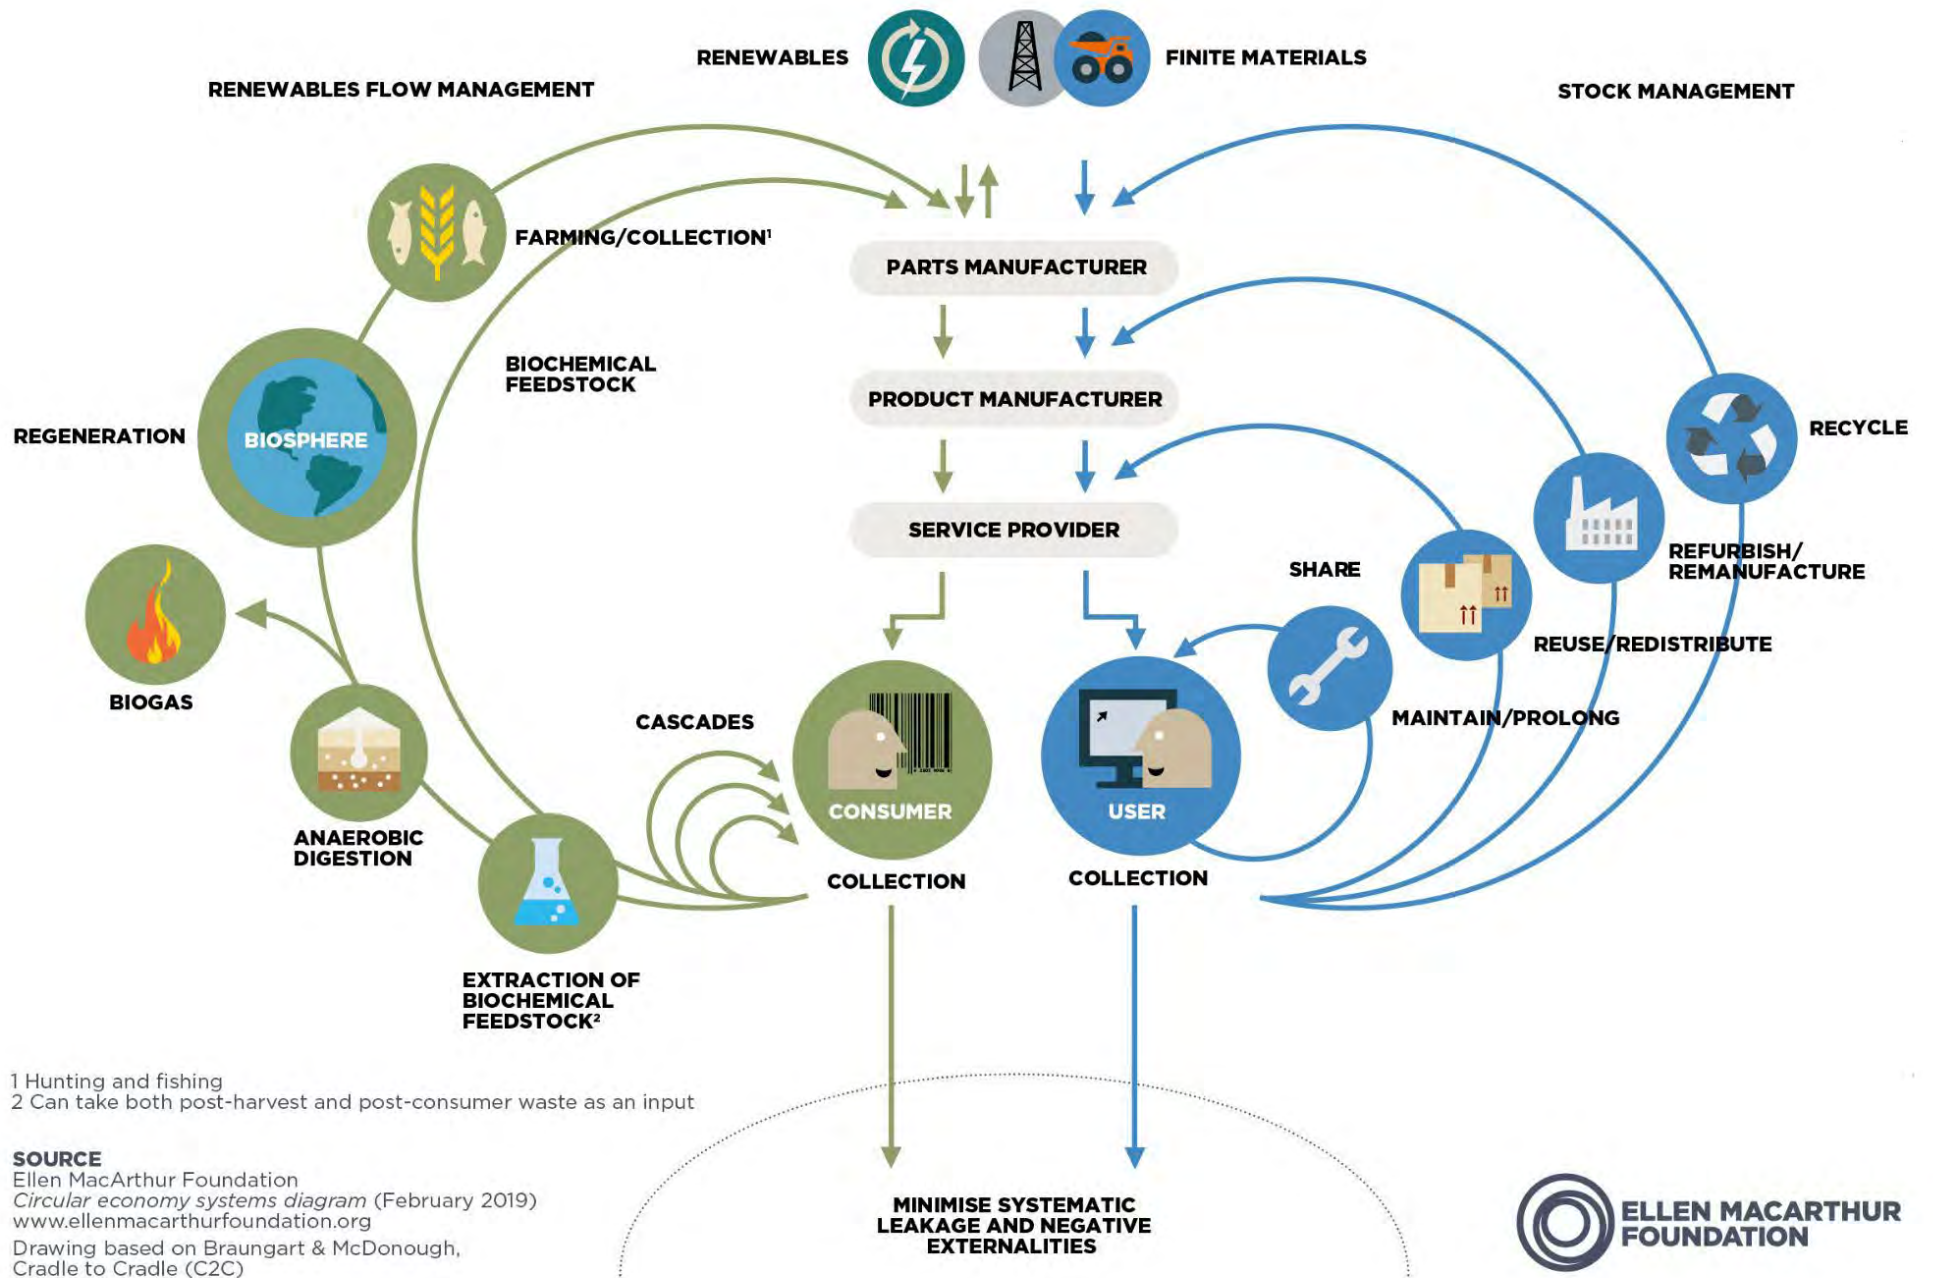 RENEWABLES
FINITE MATERIALS
RENEWABLES FLOW MANAGEMENT
STOCK MANAGEMENT
FARMING/COLLECTION¹
PARTS MANUFACTURER
BIOCHEMICAL
FEEDSTOCK
PRODUCT MANUFACTURER
REGENERATION
BIOSPHERE
RECYCLE
SERVICE PROVIDER
SHARE
REFURBISH/
REMANUFACTURE
REUSE/REDISTRIBUTE
BIOGAS
CASCADES
MAINTAIN/PROLONG
CONSUMER
USER
ANAEROBIC
DIGESTION
COLLECTION
COLLECTION
EXTRACTION OF
BIOCHEMICAL
FEEDSTOCK²
1 Hunting and fishing
2 Can take both post-harvest and post-consumer waste as an input
SOURCE
Ellen MacArthur Foundation
Circular economy systems diagram (February 2019)
www.ellenmacarthurfoundation.org
Drawing based on Braungart & McDonough,
Cradle to Cradle (C2C)
MINIMISE SYSTEMATIC
LEAKAGE AND NEGATIVE
EXTERNALITIES
ELLEN MACARTHUR
FOUNDATION